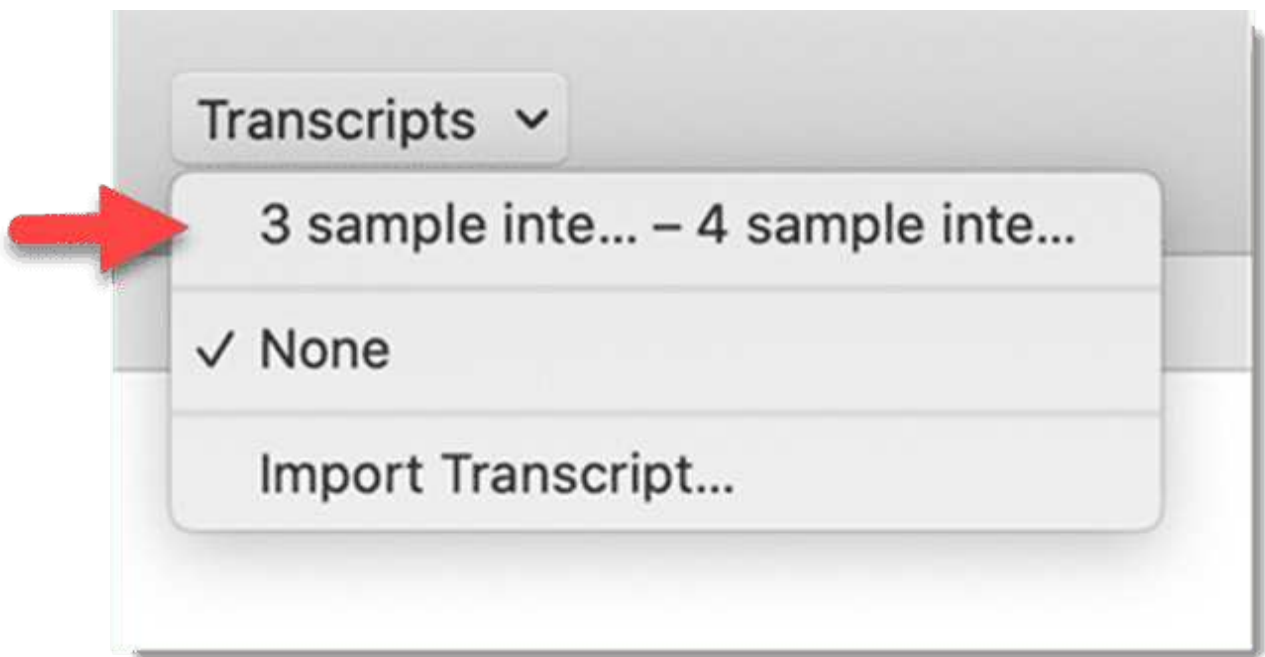 Transcripts
3 sample inte... – 4 sample inte...
None
Import Transcript...